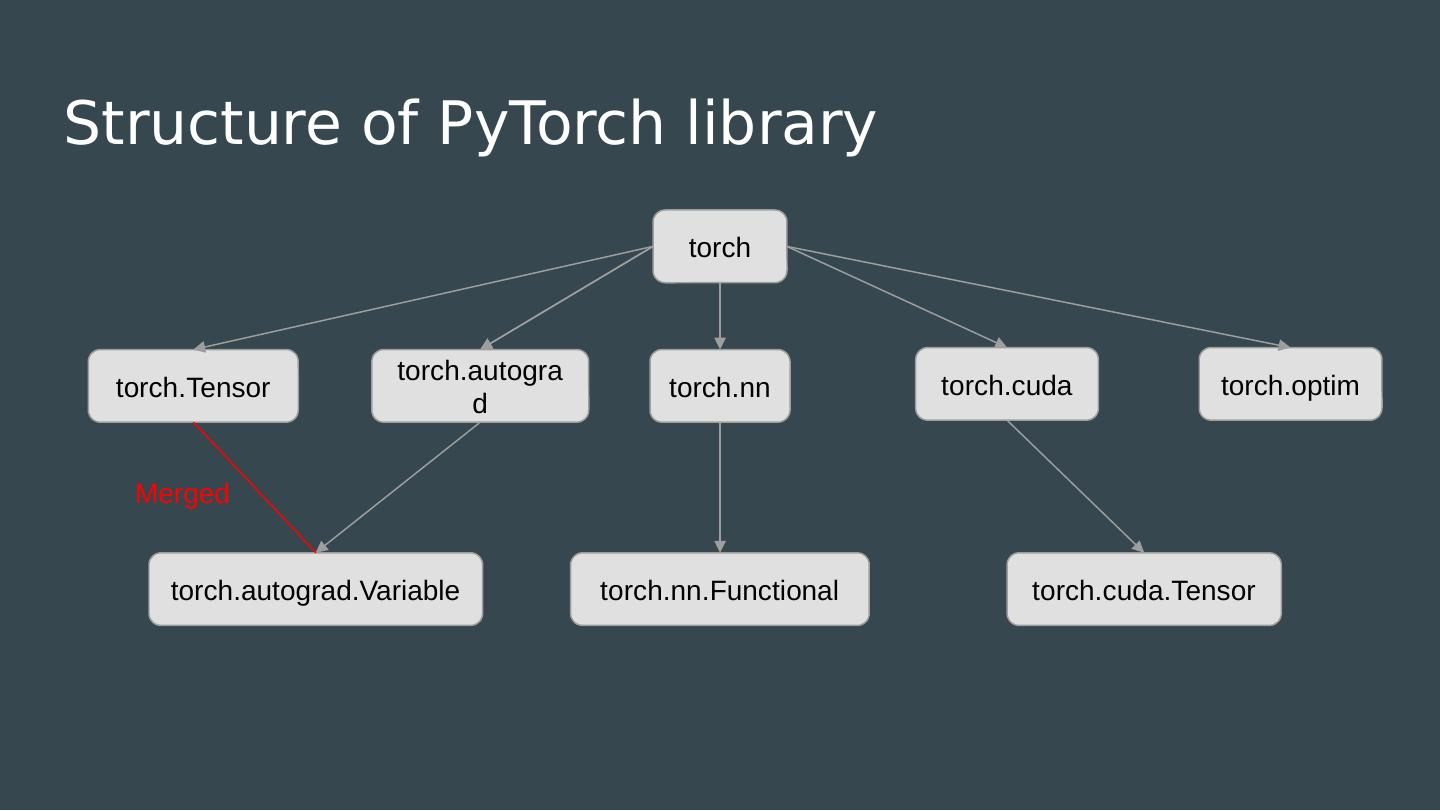 Structure of PyTorch library
torch
torch.Tensor
torch.autogra
d
torch.nn
torch.cuda
torch.optim
Merged
torch.autograd.Variable
torch.nn.Functional
torch.cuda.Tensor